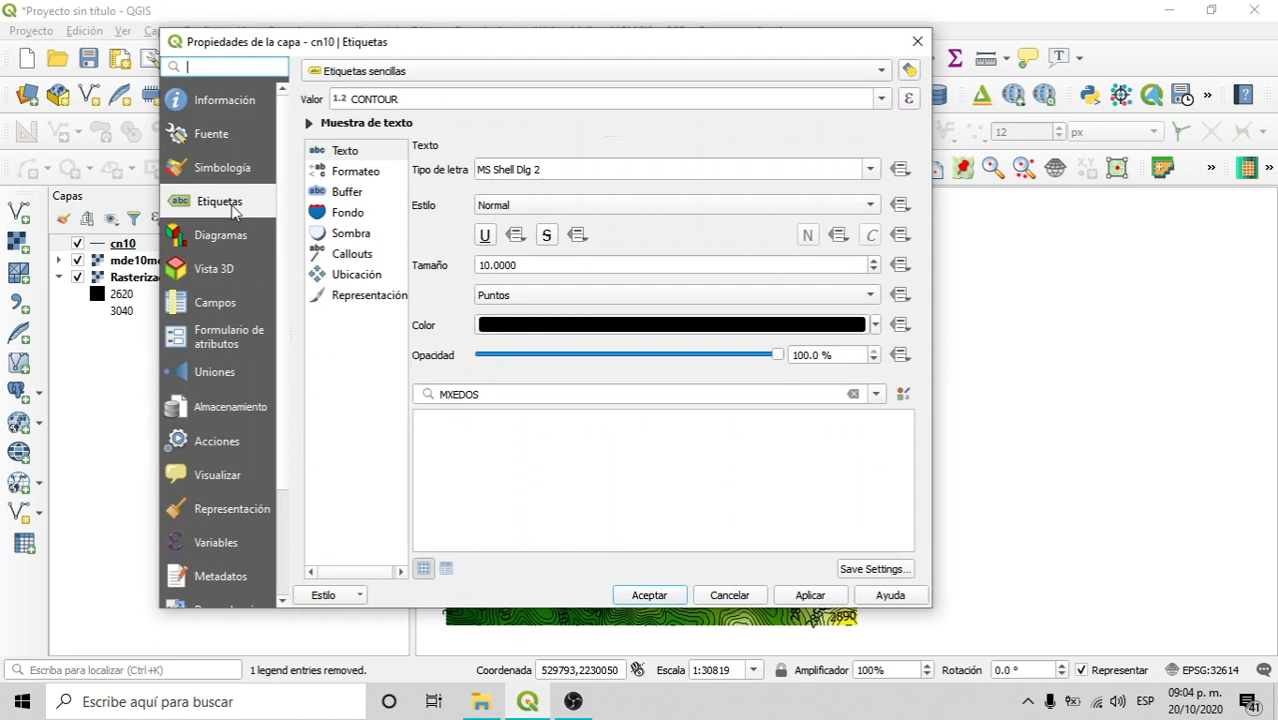 *Proyecto sin título - QGIS
Proyecto Editar Ver
Propiedades de la capa - cn10 | Etiquetas
Etiquetas sencillas
Información
Valor 1.2 CONTOUR
Muestra de texto
Fuente
Simbología
Etiquetas
Diagramas
Vista 3D
Campos
Formulario de
atributos
Uniones
Almacenamiento
Acciones
Visualizar
Representación
Variables
Metadatos
Texto
Formateo
Buffer
Fondo
Sombra
Callouts
Ubicación
Representación
Texto
Tipo de letra MS Shell Dlg 2
Estilo Normal
U S N C
Tamaño 10.0000
Puntos
Color
Opacidad 100.0 %
MXEDOS
Save Settings...
Estilo Aceptar Cancelar Aplicar Ayuda
12 px
Capas
cn10
mde10m
Rasteriza
2620
3040
2690
Escriba para localizar (Ctrl+K) 1 legend entries removed. Coordenada 529793,2230050 Escala 1:30819 Amplificador 100% Rotación 0.0 ° Representar EPSG:32614
Escribe aquí para buscar
ESP
09:04 p. m.
20/10/2020
41